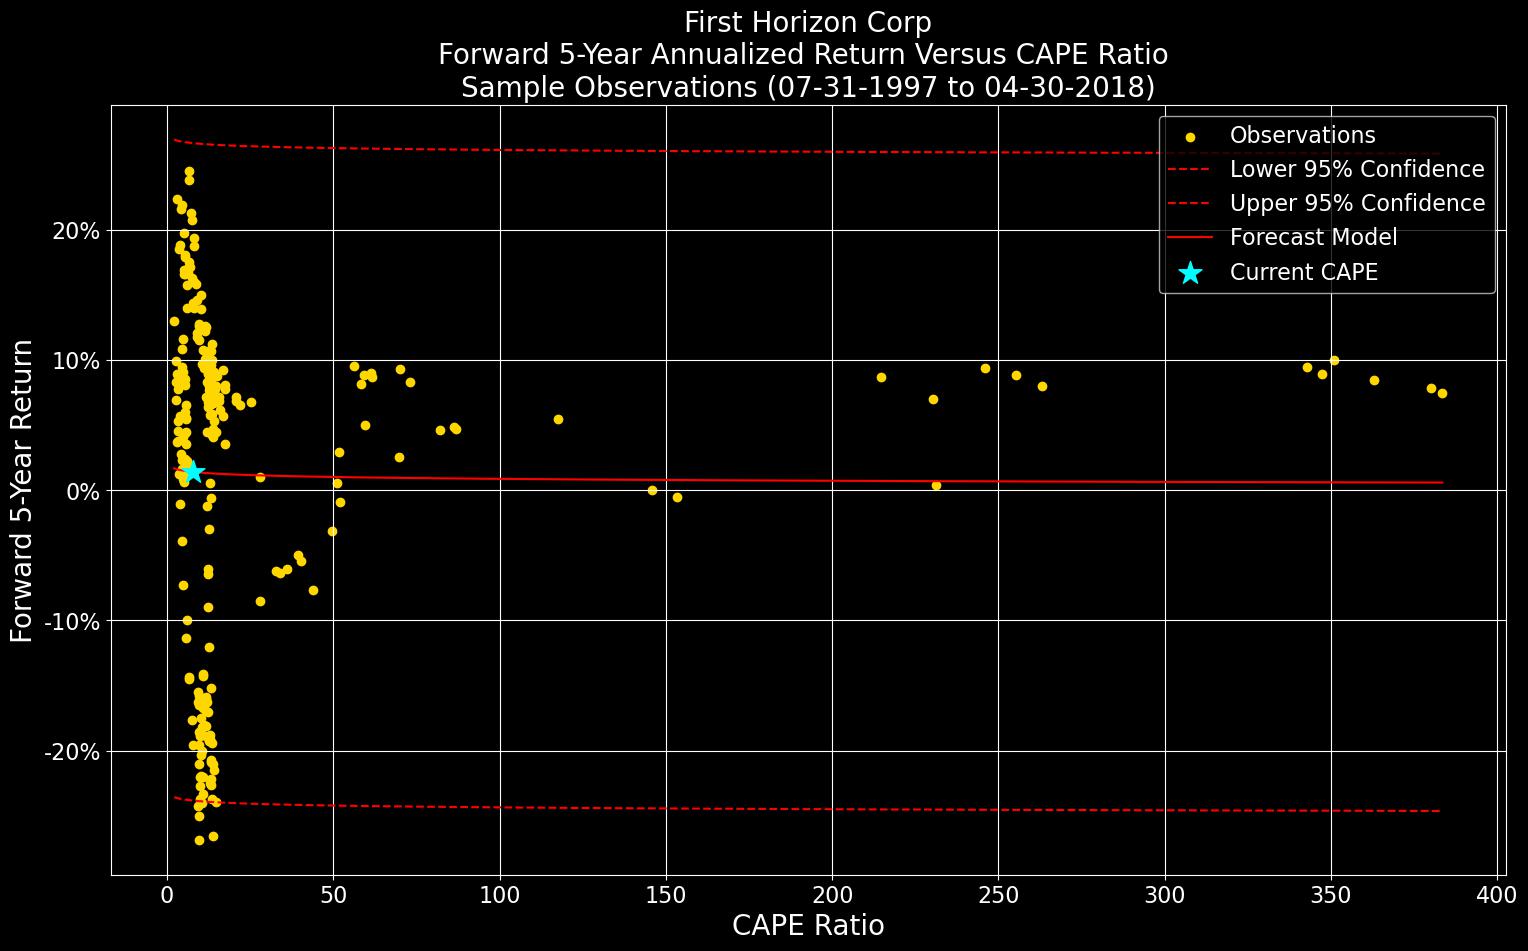 First Horizon Corp
Forward 5-Year Annualized Return Versus CAPE Ratio
Sample Observations (07-31-1997 to 04-30-2018)
Observations
Lower 95% Confidence
Upper 95% Confidence
Forecast Model
Current CAPE
Forward 5-Year Return
20%
10%
0%
-10%
-20%
0 50 100 150 200 250 300 350 400
CAPE Ratio